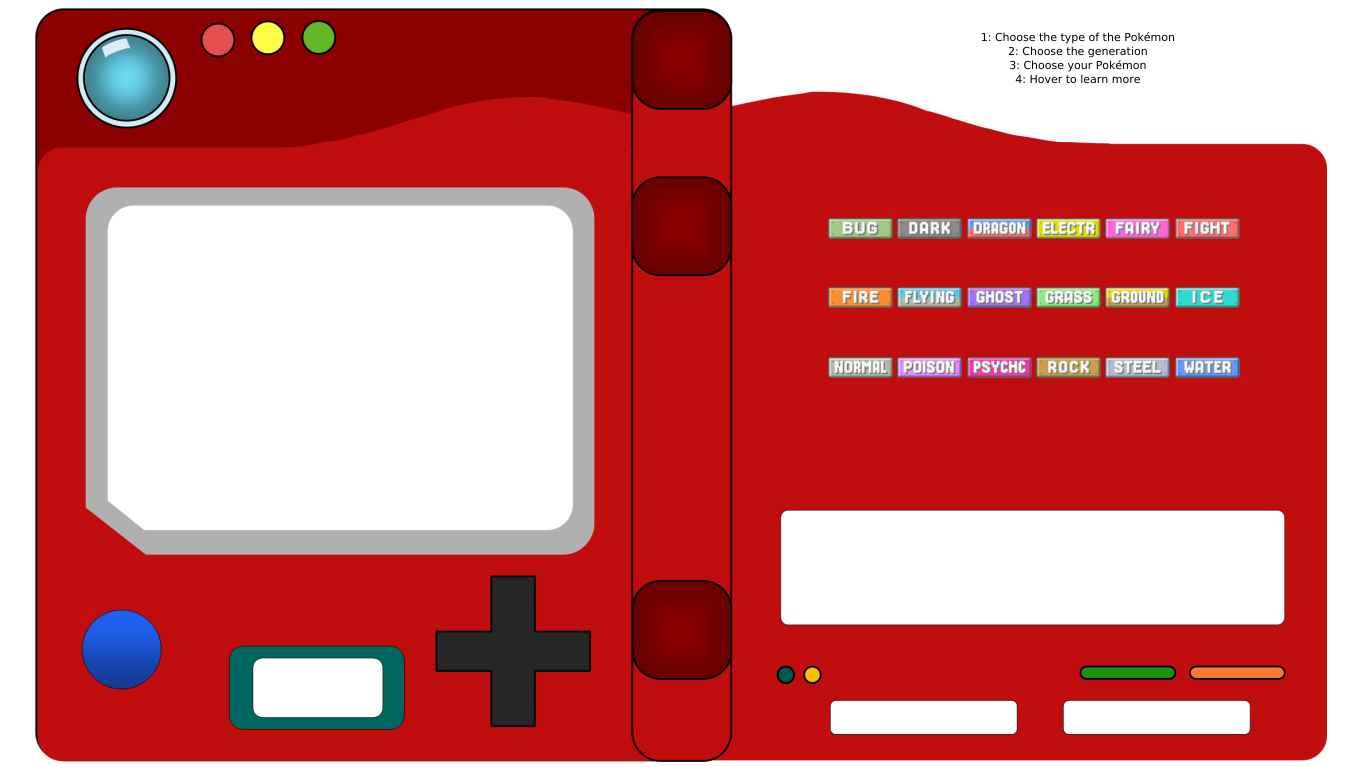 1: Choose the type of the Pokémon
2: Choose the generation
3: Choose your Pokémon
4: Hover to learn more
BUG DARK DRAGON ELECTR FAIRY FIGHT
FIRE FLYING GHOST GRASS GROUND ICE
NORMAL POISON PSYCHC ROCK STEEL WATER